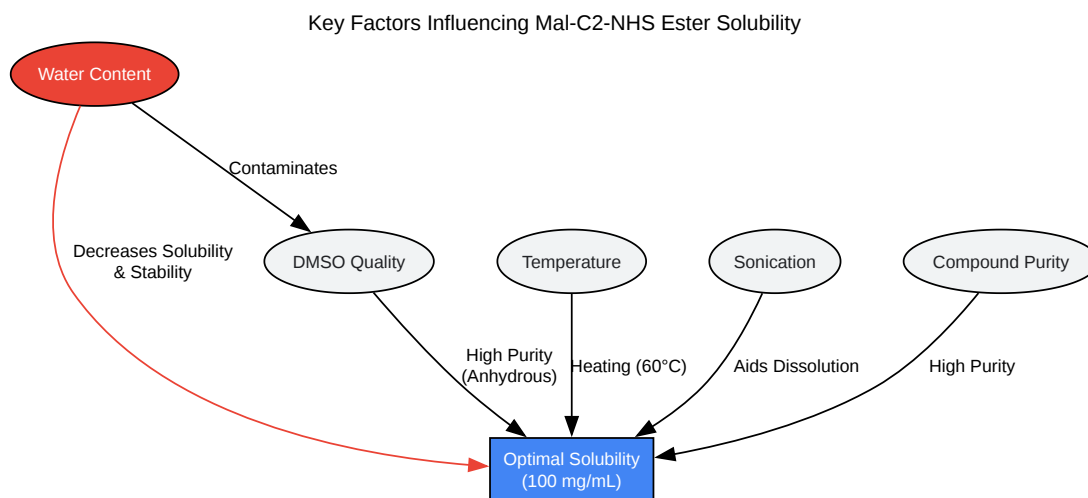 Key Factors Influencing Mal-C2-NHS Ester Solubility
Water Content
Contaminates
Decreases Solubility
& Stability
DMSO Quality
Temperature
Sonication
Compound Purity
High Purity
(Anhydrous)
Heating (60°C)
Aids Dissolution
High Purity
Optimal Solubility
(100 mg/mL)